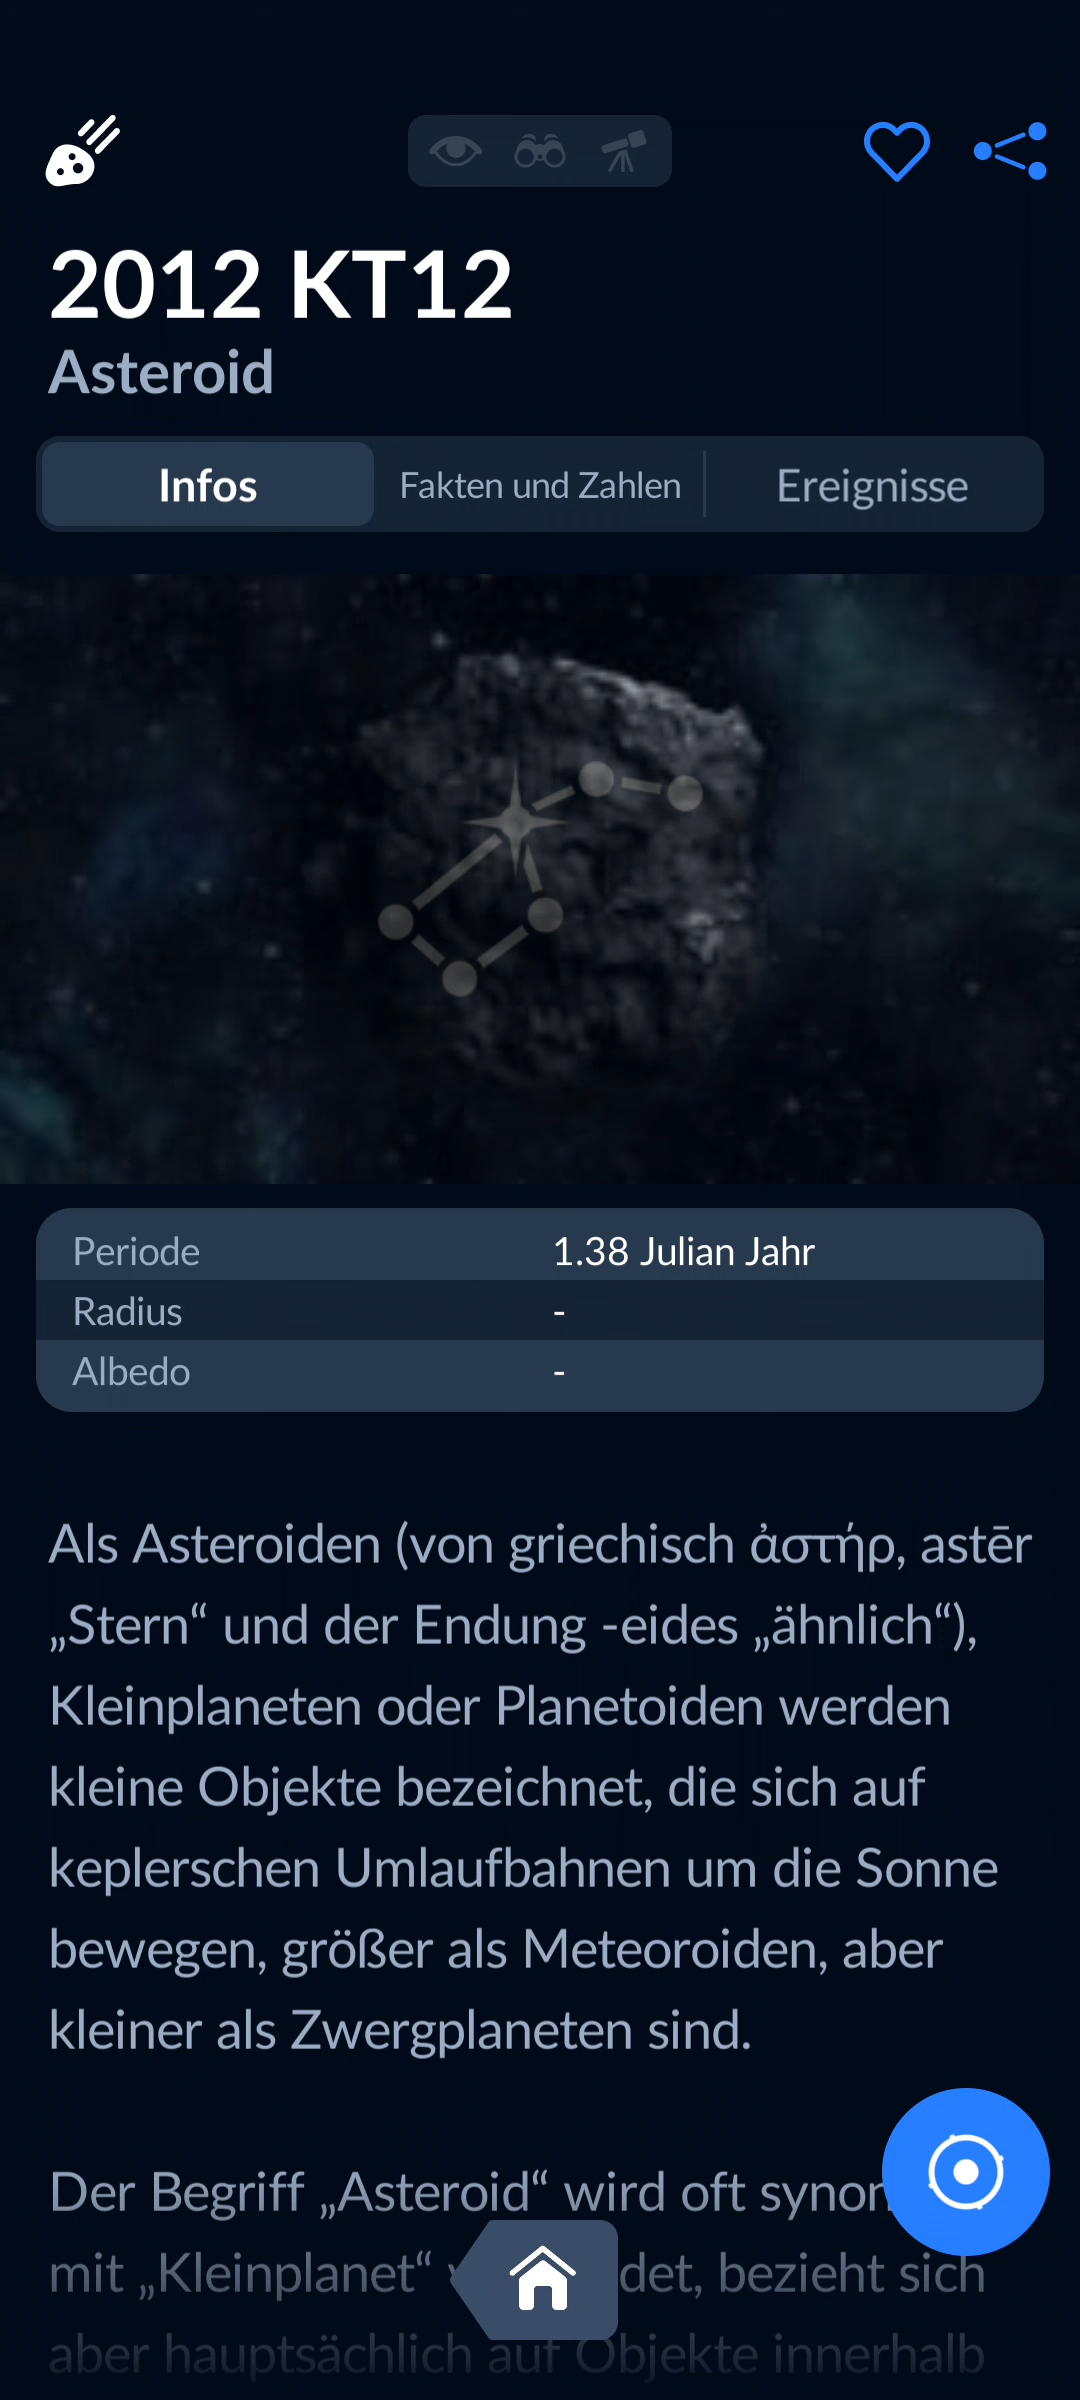 2012 KT12
Asteroid
Infos
Fakten und Zahlen
Ereignisse
Periode 1.38 Julian Jahr
Radius -
Albedo -
Als Asteroiden (von griechisch ἀστήρ, astēr
„Stern“ und der Endung -eides „ähnlich“),
Kleinplaneten oder Planetoiden werden
kleine Objekte bezeichnet, die sich auf
keplerschen Umlaufbahnen um die Sonne
bewegen, größer als Meteoroiden, aber
kleiner als Zwergplaneten sind.
Der Begriff „Asteroid“ wird oft
mit „Kleinplanet“ bezieht sich
aber hauptsächlich auf Objekte innerhalb